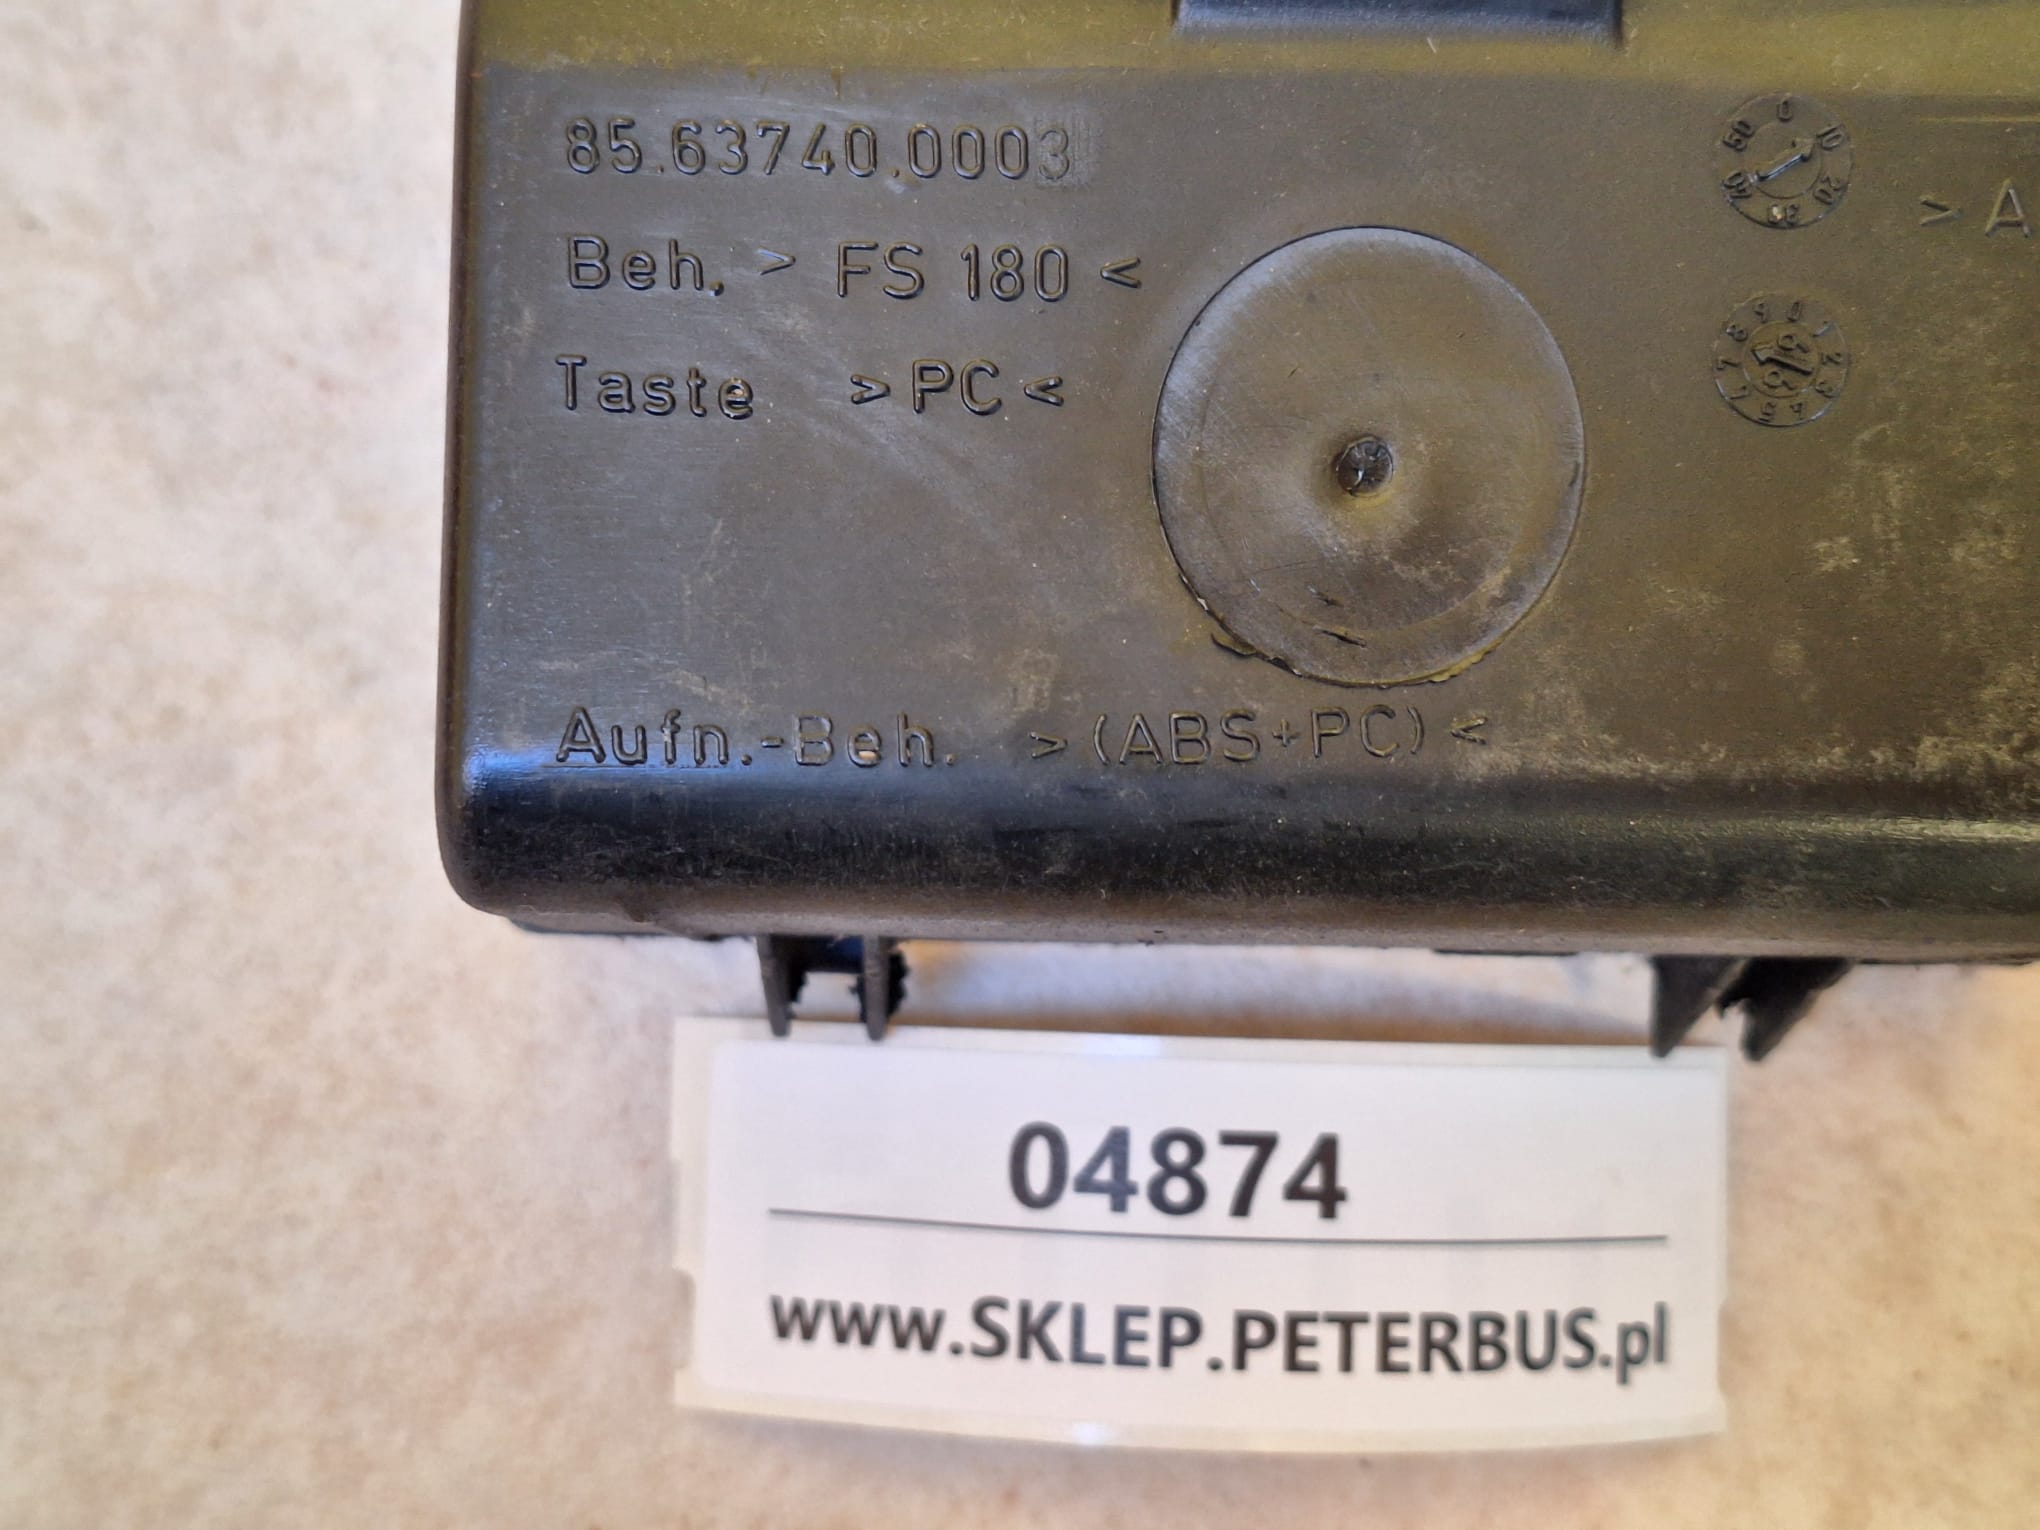 85.63740.0003
Beh. > FS 180 <
Taste >PC<
> A
Aufn.-Beh. > (ABS+PC) <
04874
www.SKLEP.PETERBUS.pl